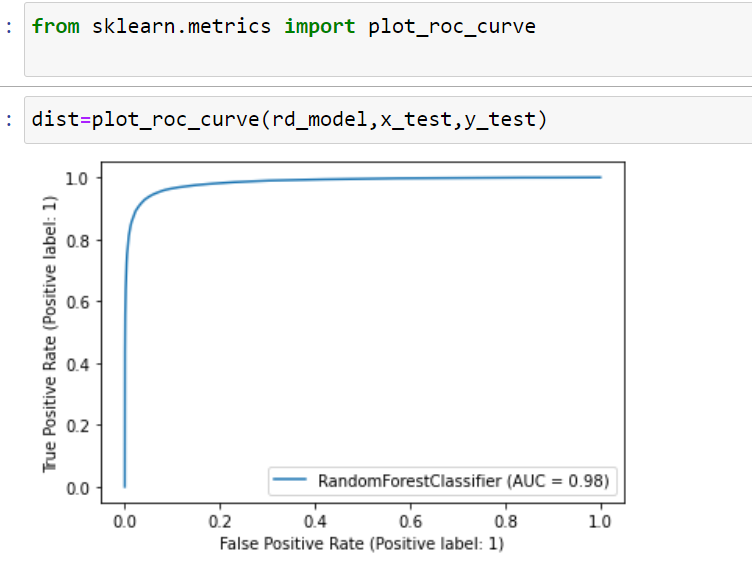 : from sklearn.metrics import plot_roc_curve
: dist=plot_roc_curve(rd_model,x_test,y_test)
True Positive Rate (Positive label: 1)
1.0
0.8
0.6
0.4
0.2
0.0
RandomForestClassifier (AUC = 0.98)
0.0 0.2 0.4 0.6 0.8 1.0
False Positive Rate (Positive label: 1)